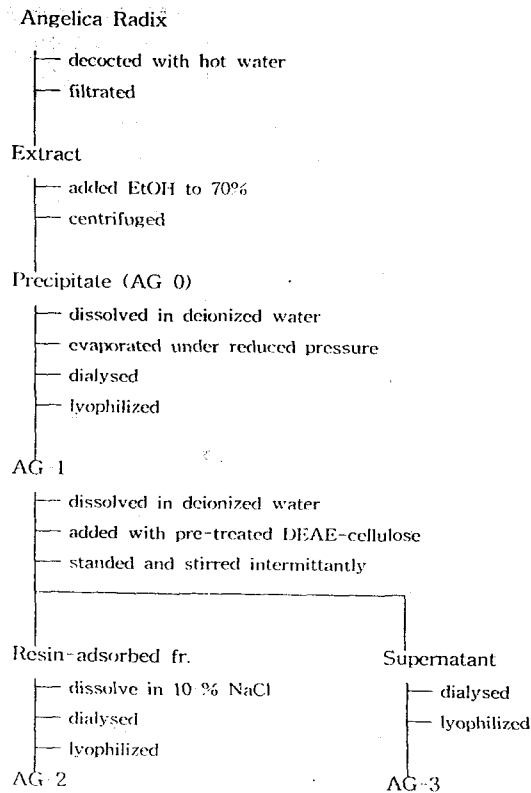 Angelica Radix
decocted with hot water
filtrated
Extract
added EtOH to 70%
centrifuged
Precipitate (AG 0)
dissolved in deionized water
evaporated under reduced pressure
dialysed
lyophilized
AG-1
dissolved in deionized water
added with pre-treated DEAE-cellulose
standed and stirred intermittantly
Resin-adsorbed fr.
dissolve in 10 % NaCl
dialysed
lyophilized
AG-2
Supernatant
dialysed
lyophilized
AG-3